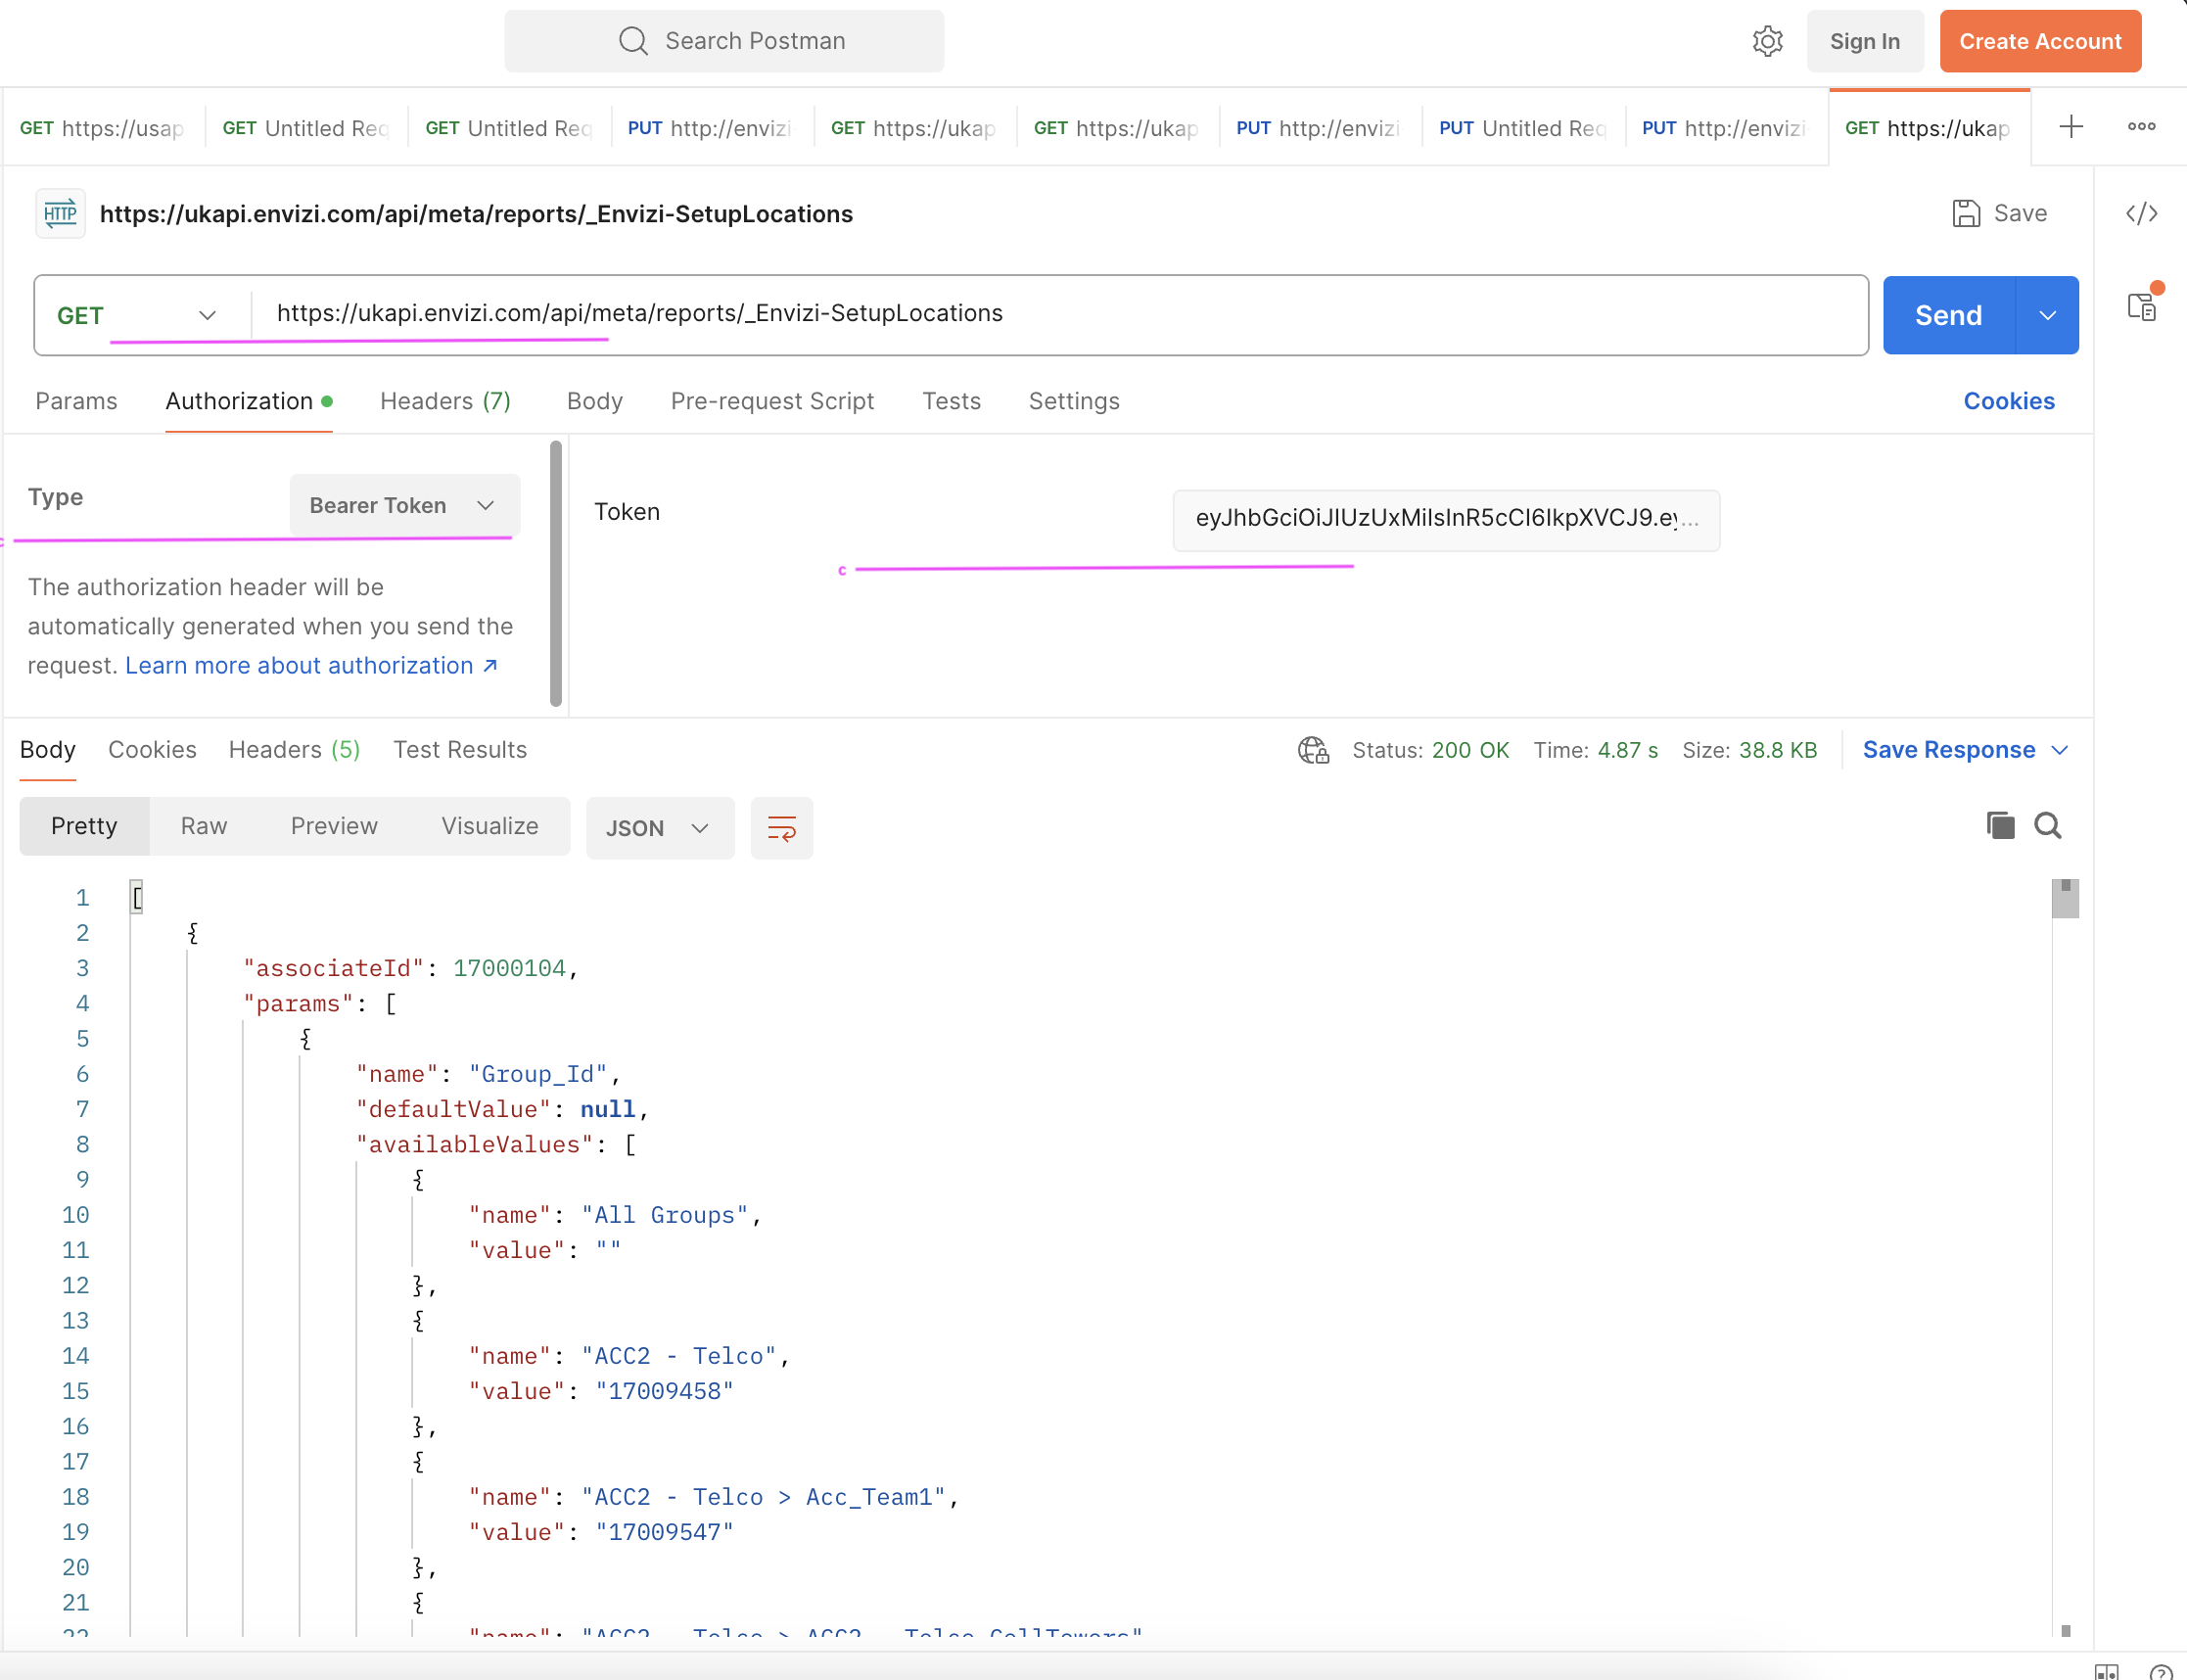 Search Postman
Sign In
Create Account
GET https://usap
GET Untitled Req
GET Untitled Req
PUT http://envizi
GET https://ukap
GET https://ukap
PUT http://envizi
PUT Untitled Req
PUT http://envizi
GET https://ukap
HTTP https://ukapi.envizi.com/api/meta/reports/_Envizi-SetupLocations
Save
GET https://ukapi.envizi.com/api/meta/reports/_Envizi-SetupLocations
Send
Params Authorization Headers (7) Body Pre-request Script Tests Settings Cookies
Type Bearer Token
Token eyJhbGciOiJIUzUxMiIsInR5cCI6IkpXVCJ9.ey...
c
c
The authorization header will be
automatically generated when you send the
request. Learn more about authorization ↗
Body Cookies Headers (5) Test Results
Status: 200 OK Time: 4.87 s Size: 38.8 KB Save Response
Pretty Raw Preview Visualize JSON
1 [
2 {
3 "associateId": 17000104,
4 "params": [
5 {
6 "name": "Group_Id",
7 "defaultValue": null,
8 "availableValues": [
9 {
10 "name": "All Groups",
11 "value": ""
12 },
13 {
14 "name": "ACC2 - Telco",
15 "value": "17009458"
16 },
17 {
18 "name": "ACC2 - Telco > Acc_Team1",
19 "value": "17009547"
20 },
21 {
22 "name": "ACC2 - Telco > ACC2 - Telco CellTowers"